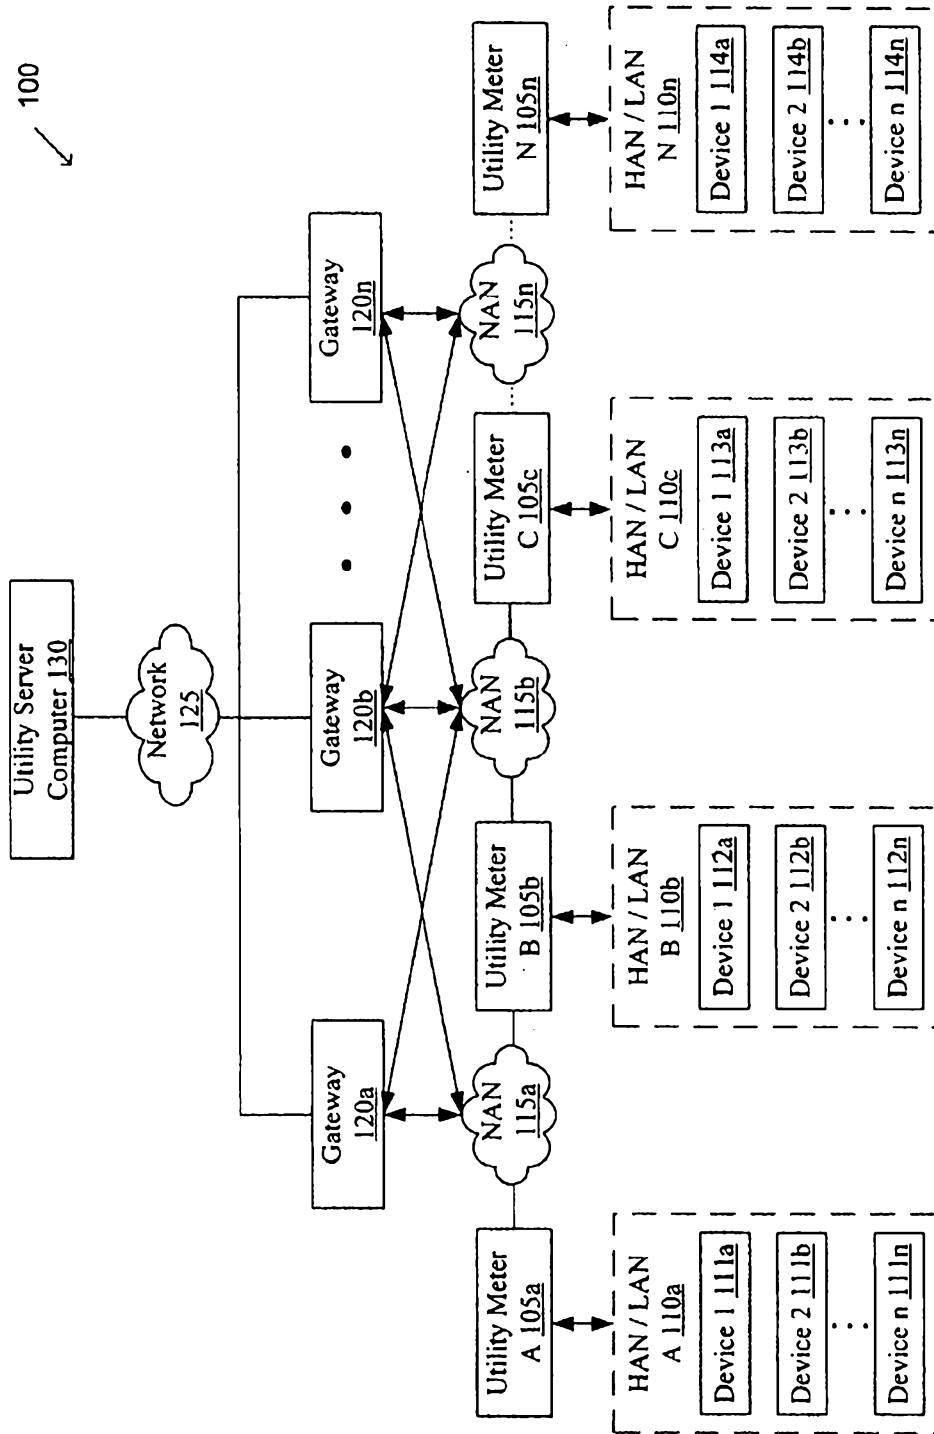 100
Utility Server
Computer 130
Network
125
Gateway
120a
Gateway
120b
Gateway
120n
NAN
115a
NAN
115b
NAN
115n
Utility Meter
A 105a
Utility Meter
B 105b
Utility Meter
C 105c
Utility Meter
N 105n
HAN / LAN
A 110a
Device 1 111a
Device 2 111b
Device n 111n
HAN / LAN
B 110b
Device 1 112a
Device 2 112b
Device n 112n
HAN / LAN
C 110c
Device 1 113a
Device 2 113b
Device n 113n
HAN / LAN
N 110n
Device 1 114a
Device 2 114b
Device n 114n